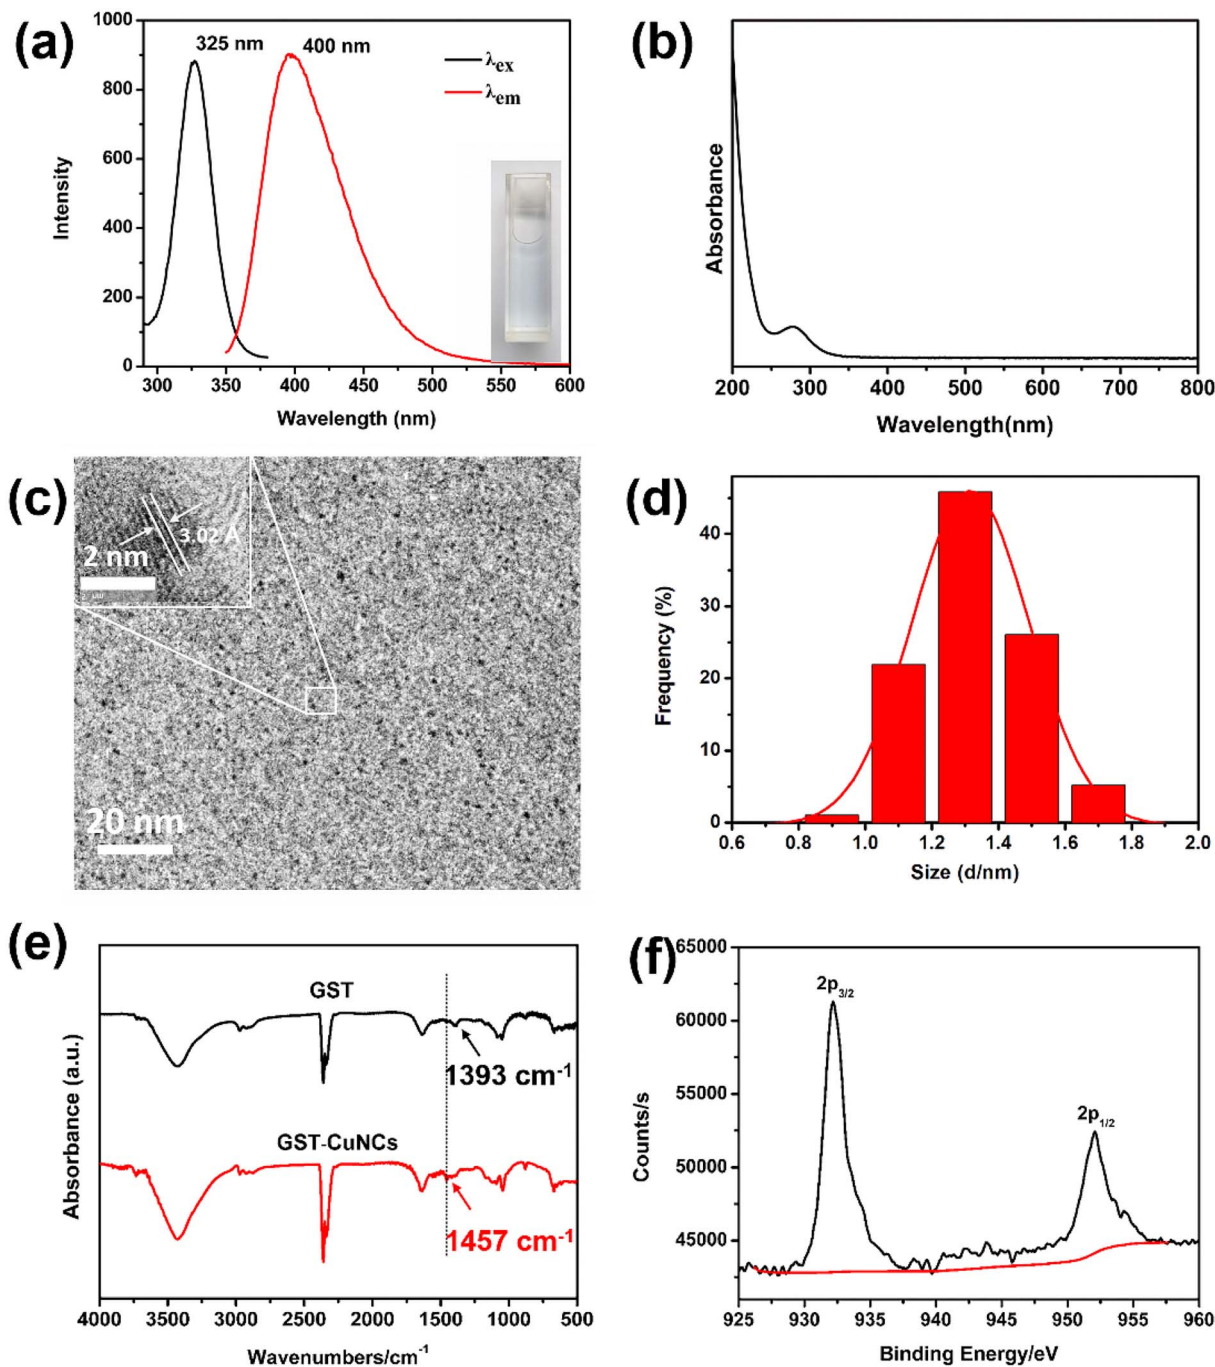 (a)
325 nm
400 nm
λex
λem
1000
800
600
400
200
0
Intensity
300
350
400
450
500
550
600
Wavelength (nm)
(b)
Absorbance
200
300
400
500
600
700
800
Wavelength(nm)
(c)
3.02 Å
2 nm
20 nm
(d)
40
30
20
10
0
Frequency (%)
0.6
0.8
1.0
1.2
1.4
1.6
1.8
2.0
Size (d/nm)
(e)
GST
1393 cm-1
GST-CuNCs
1457 cm-1
Absorbance (a.u.)
4000
3500
3000
2500
2000
1500
1000
500
Wavenumbers/cm-1
(f)
65000
60000
55000
50000
45000
Counts/s
2p3/2
2p1/2
925
930
935
940
945
950
955
960
Binding Energy/eV